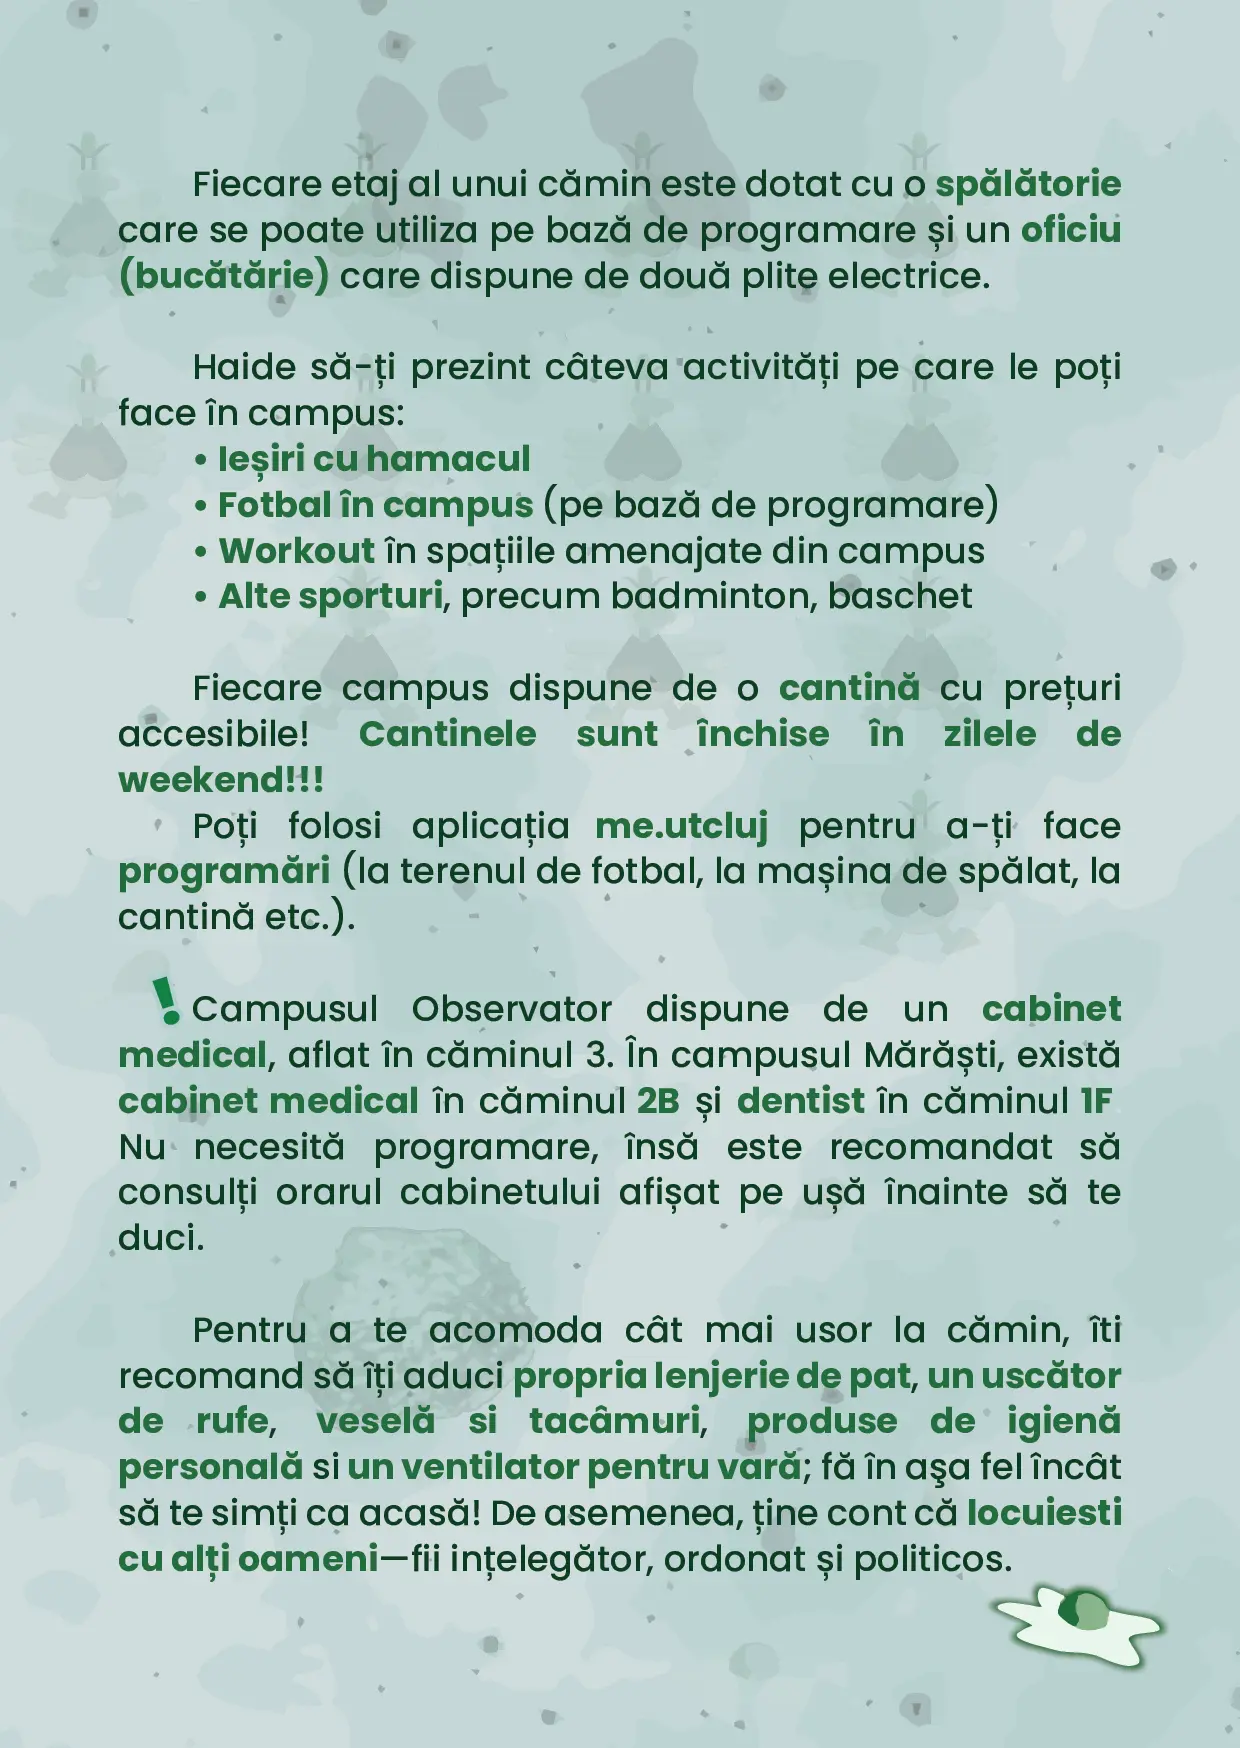 Fiecare etaj al unui cămin este dotat cu o spălătorie
care se poate utiliza pe bază de programare și un oficiu
(bucătărie) care dispune de două plite electrice.
Haide să-ți prezint câteva activități pe care le poți
face în campus:
• Ieșiri cu hamacul
• Fotbal în campus (pe bază de programare)
• Workout în spațiile amenajate din campus
• Alte sporturi, precum badminton, baschet
Fiecare campus dispune de o cantină cu prețuri
accesibile! Cantinele sunt închise în zilele de
weekend!!!
Poți folosi aplicația me.utcluj pentru a-ți face
programări (la terenul de fotbal, la mașina de spălat, la
cantină etc.).
! Campusul Observator dispune de un cabinet
medical, aflat în căminul 3. În campusul Mărăști, există
cabinet medical în căminul 2B și dentist în căminul 1F
Nu necesită programare, însă este recomandat să
consulți orarul cabinetului afișat pe ușă înainte să te
duci.
Pentru a te acomoda cât mai usor la cămin, îti
recomand să îți aduci propria lenjerie de pat, un uscător
de rufe, veselă si tacâmuri, produse de igienă
personală si un ventilator pentru vară; fă în aşa fel încât
să te simți ca acasă! De asemenea, ține cont că locuiesti
cu alți oameni—fii ințelegător, ordonat și politicos.